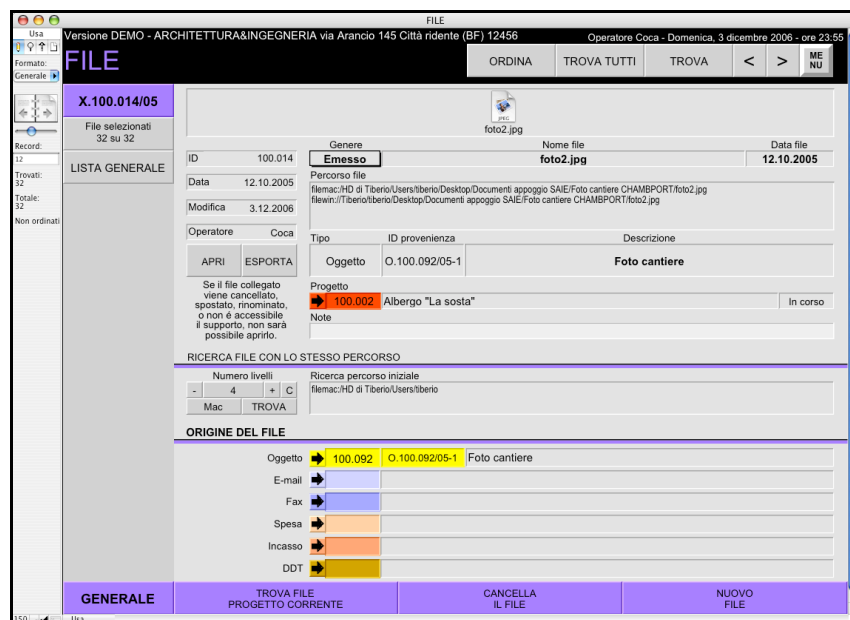 FILE
Usa
Formato:
Generale
Record:
12
Trovati:
32
Totale:
32
Non ordinati
Versione DEMO - ARCHITETTURA&INGEGNERIA via Arancio 145 Città ridente (BF) 12456
Operatore Coca - Domenica, 3 dicembre 2006 - ore 23:55
FILE
ORDINA
TROVA TUTTI
TROVA
<
>
ME
NU
X.100.014/05
File selezionati
32 su 32
LISTA GENERALE
JPEG
foto2.jpg
Genere
Nome file
Data file
ID 100.014
Emesso
foto2.jpg
12.10.2005
Data 12.10.2005
Percorso file
filemac:/HD di Tiberio/Users/tiberio/Desktop/Documenti appoggio SAIE/Foto cantiere CHAMBPORT/foto2.jpg
filewin://Tiberio/tiberio/Desktop/Documenti appoggio SAIE/Foto cantiere CHAMBPORT/foto2.jpg
Modifica 3.12.2006
Operatore Coca
Tipo
ID provenienza
Descrizione
APRI
ESPORTA
Oggetto
O.100.092/05-1
Foto cantiere
Se il file collegato
viene cancellato,
spostato, rinominato,
o non é accessibile
il supporto, non sarà
possibile aprirlo.
Progetto
100.002
Albergo "La sosta"
In corso
Note
RICERCA FILE CON LO STESSO PERCORSO
Numero livelli
Ricerca percorso iniziale
- 4 + C
filemac:/HD di Tiberio/Users/tiberio
Mac
TROVA
ORIGINE DEL FILE
Oggetto 100.092 O.100.092/05-1 Foto cantiere
E-mail
Fax
Spesa
Incasso
DDT
GENERALE
TROVA FILE
PROGETTO CORRENTE
CANCELLA
IL FILE
NUOVO
FILE
150
Usa